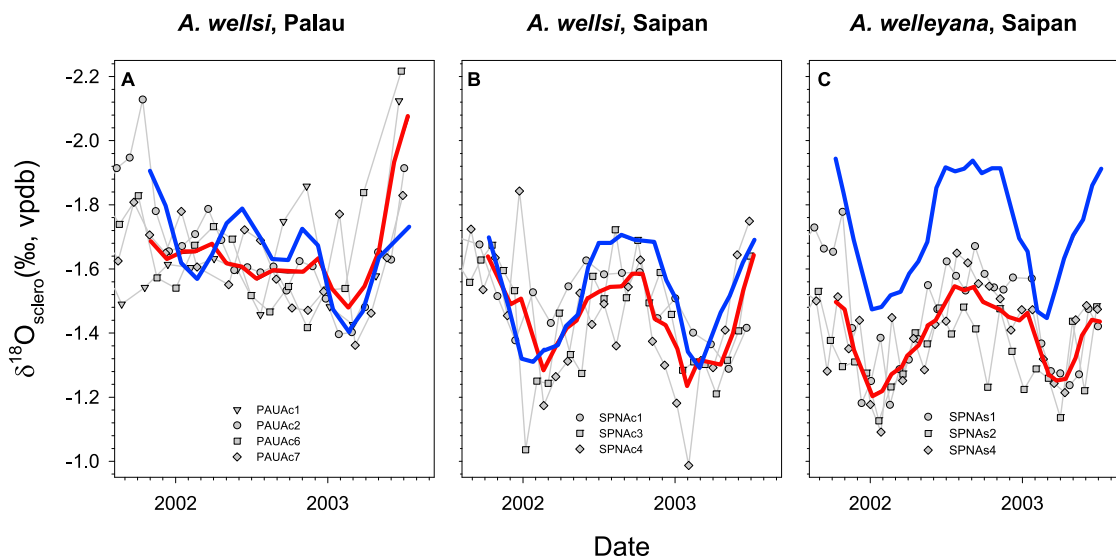 A. wellsi, Palau
A. wellsi, Saipan
A. welleyana, Saipan
δ18Osclero(‰, vpdb)
-2.2
-2.0
-1.8
-1.6
-1.4
-1.2
-1.0
A
PAUAc1
PAUAc2
PAUAc6
PAUAc7
2002
2003
B
SPNAc1
SPNAc3
SPNAc4
2002
2003
C
SPNAs1
SPNAs2
SPNAs4
2002
2003
Date